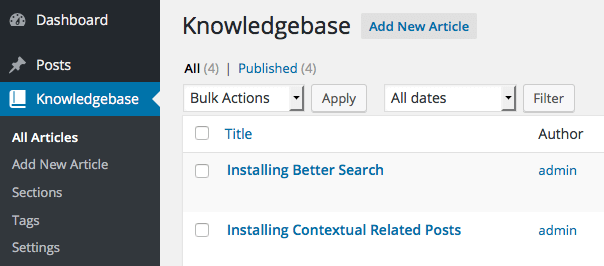 Dashboard
Posts
Knowledgebase
All Articles
Add New Article
Sections
Tags
Settings
Knowledgebase Add New Article
All (4) | Published (4)
Bulk Actions Apply All dates Filter
Title Author
Installing Better Search admin
Installing Contextual Related Posts admin